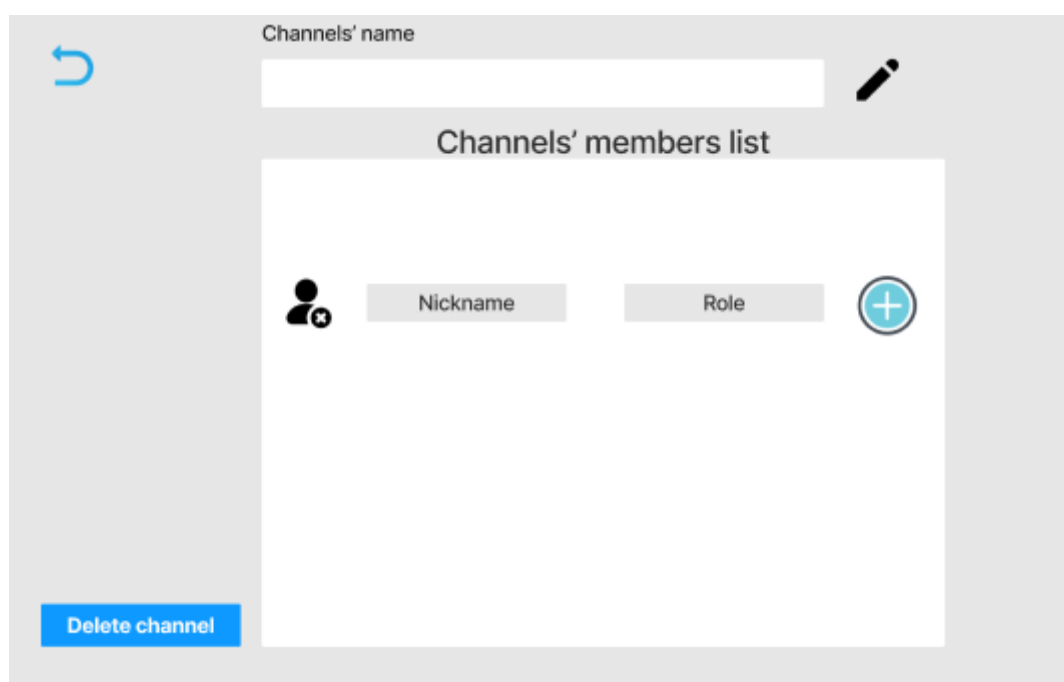 Channels’ name
Channels’ members list
Nickname Role
Delete channel